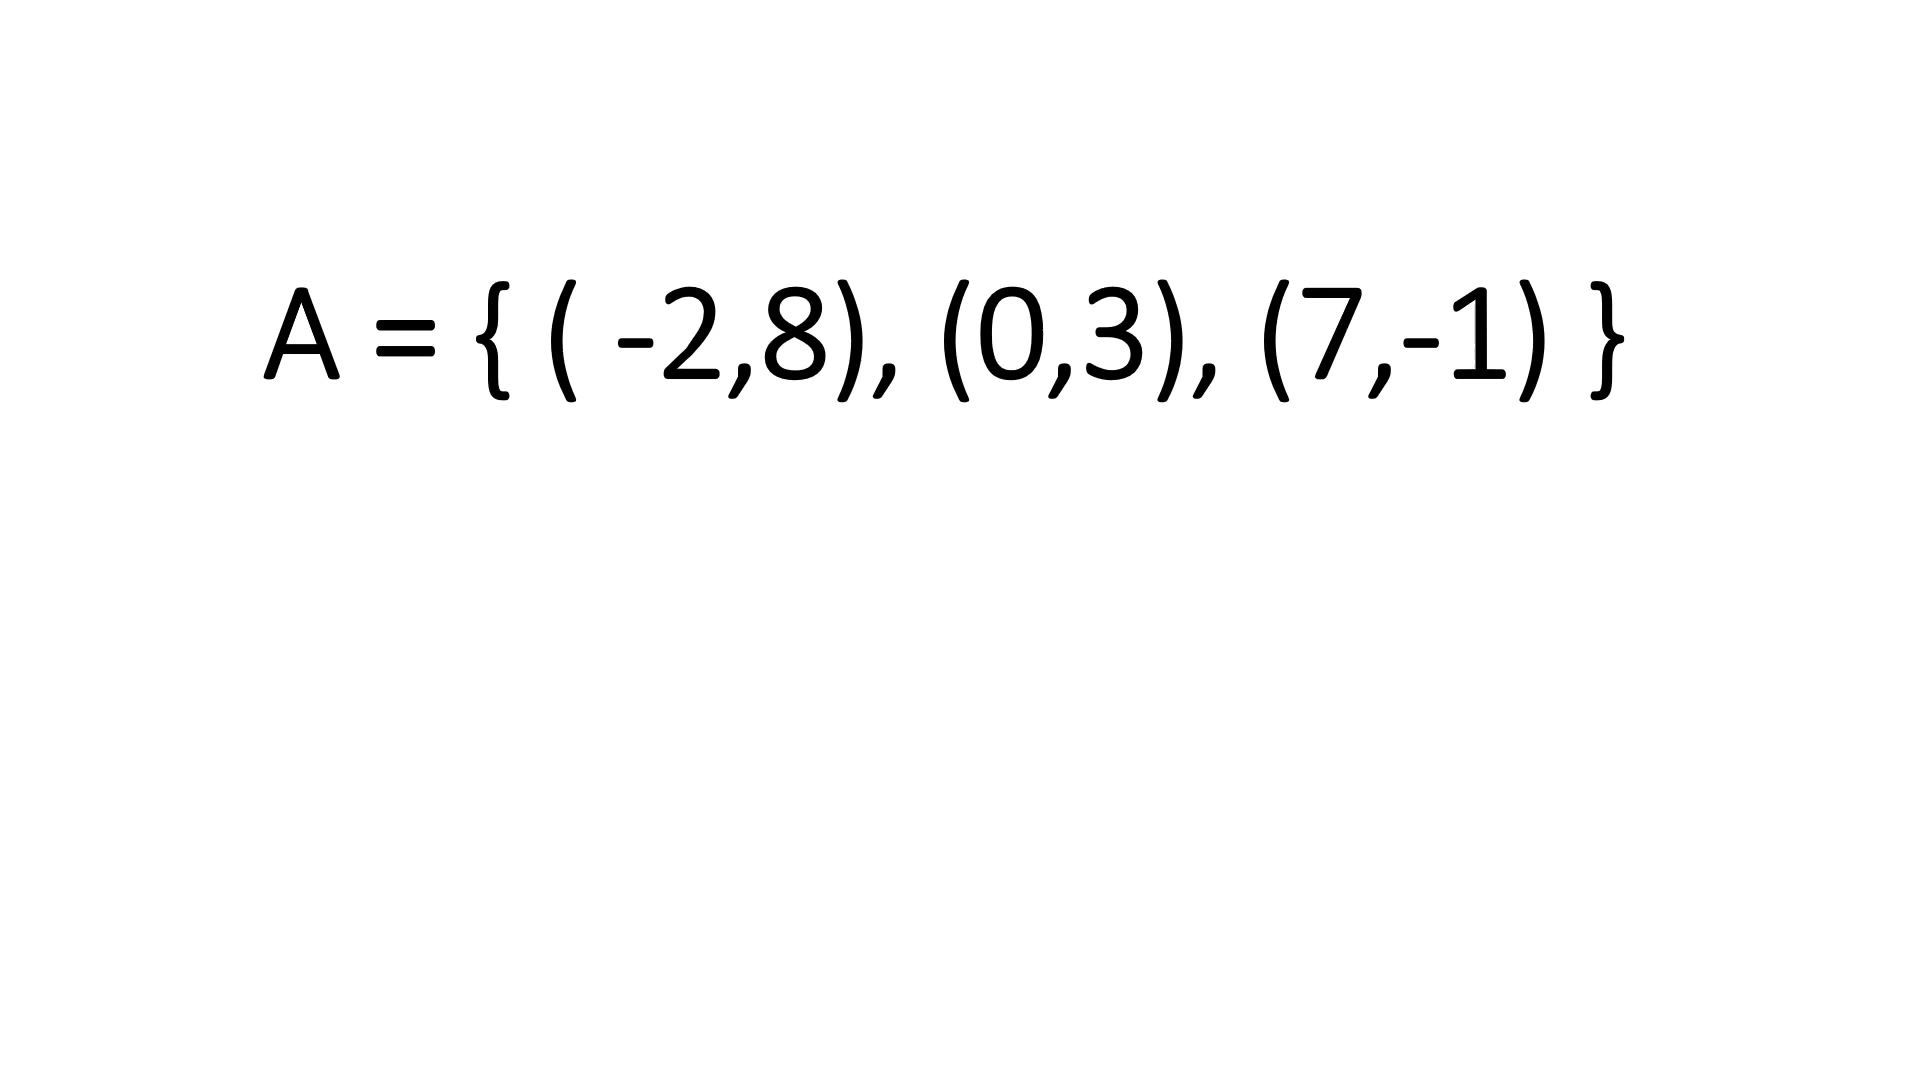 A = { ( -2,8), (0,3), (7,-1) }